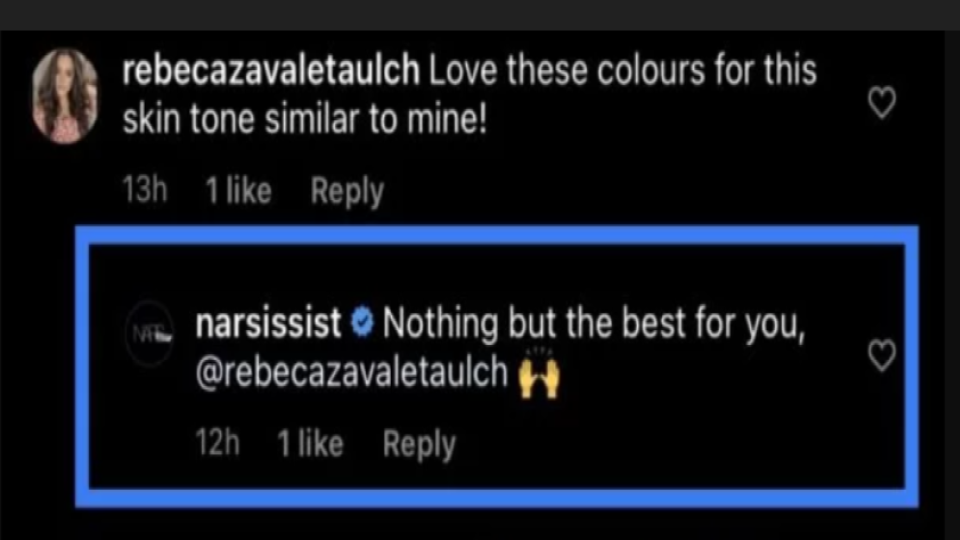 rebecazavaletaulch Love these colours for this
skin tone similar to mine!
13h 1 like Reply
NARS
narsissist Nothing but the best for you,
@rebecazavaletaulch 🙌
12h 1 like Reply